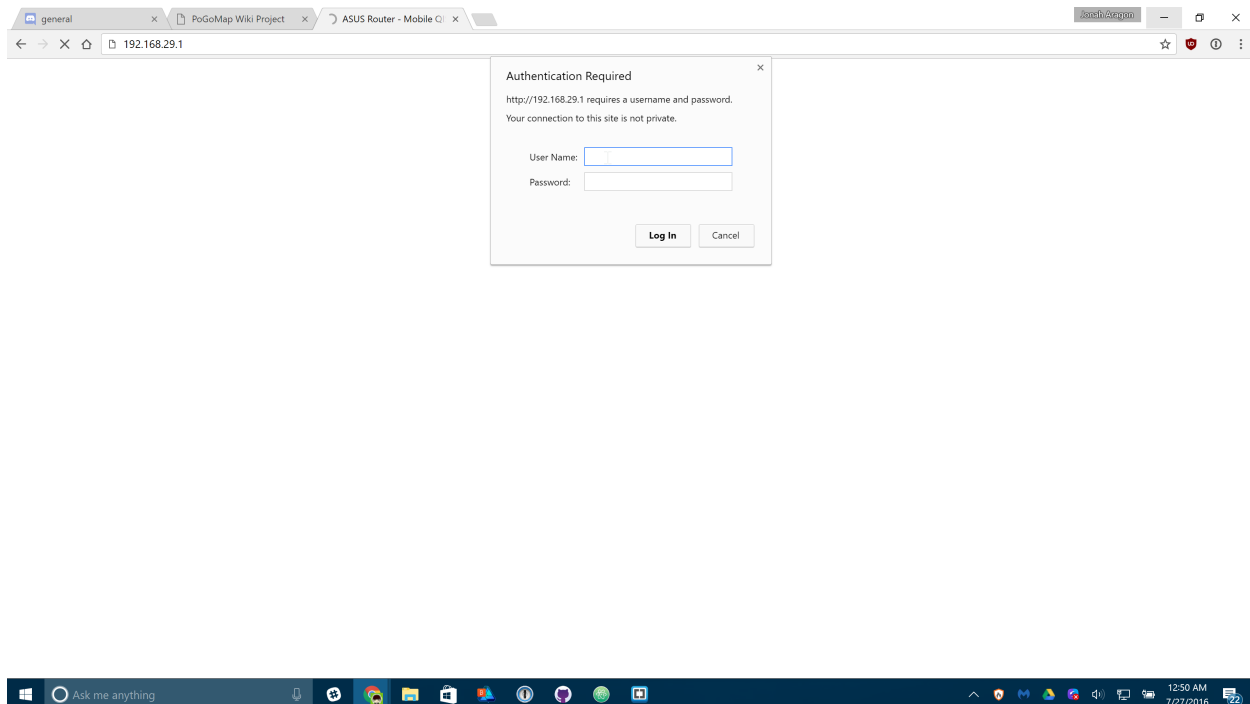 general
PoGoMap Wiki Project
ASUS Router - Mobile Q
Jonah Aragon
192.168.29.1
Authentication Required
http://192.168.29.1 requires a username and password.
Your connection to this site is not private.
User Name:
Password:
Log In
Cancel
Ask me anything
12:50 AM
7/27/2016
22